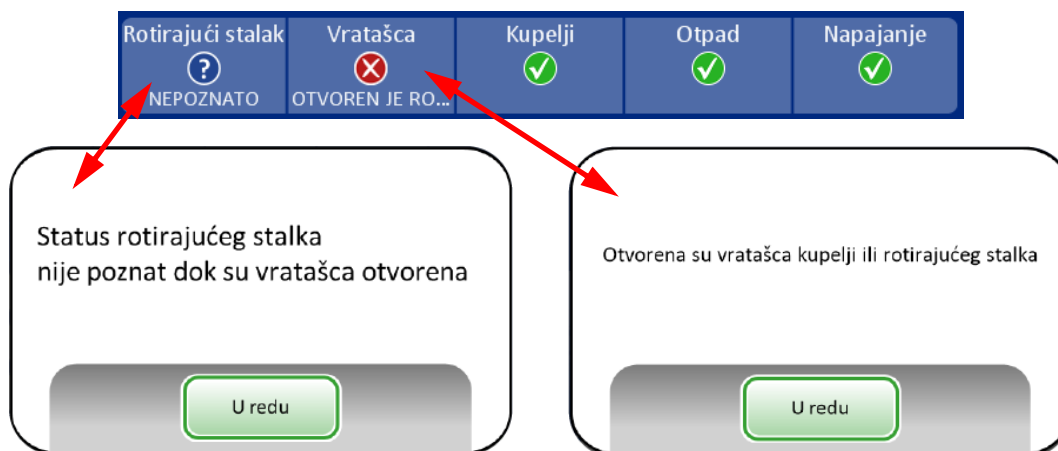 Rotirajući stalak
NEPOZNATO
Vratašca
OTVOREN JE RO...
Kupelji
Otpad
Napajanje
Status rotirajućeg stalka
nije poznat dok su vratašca otvorena
U redu
Otvorena su vratašca kupelji ili rotirajućeg stalka
U redu